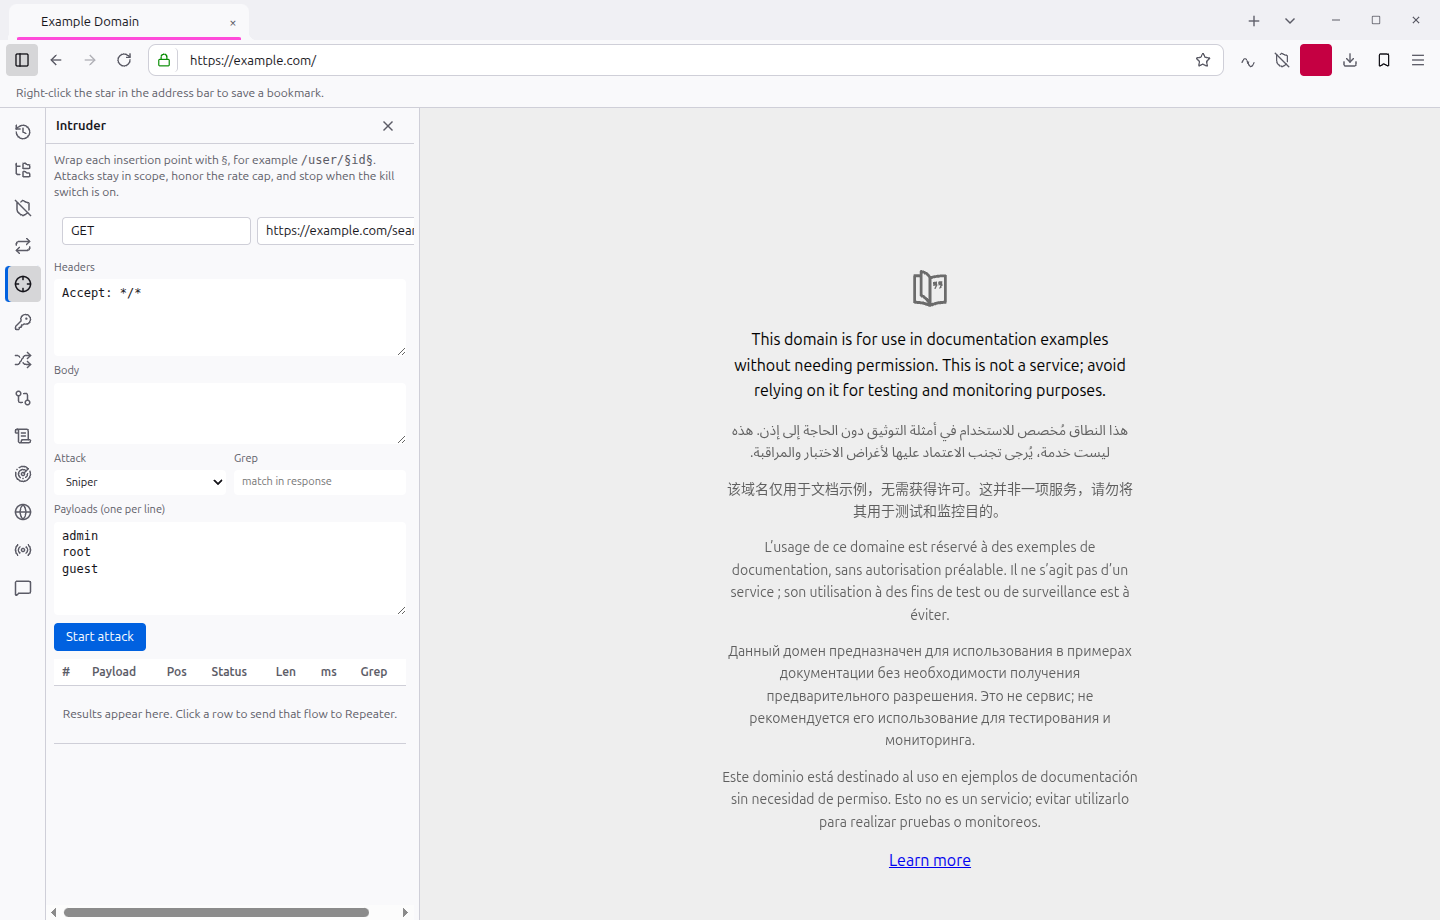 Example Domain
https://example.com/
Right-click the star in the address bar to save a bookmark.
Intruder
Wrap each insertion point with §, for example /user/§id§.
Attacks stay in scope, honor the rate cap, and stop when the kill
switch is on.
GET
https://example.com/sear
Headers
Accept: */*
Body
Attack
Grep
Sniper
match in response
Payloads (one per line)
admin
root
guest
Start attack
# Payload Pos Status Len ms Grep
Results appear here. Click a row to send that flow to Repeater.
This domain is for use in documentation examples
without needing permission. This is not a service; avoid
relying on it for testing and monitoring purposes.
هذا النطاق مُخصص للاستخدام في أمثلة التوثيق دون الحاجة إلى إذن. هذه
ليست خدمة، يُرجى تجنب الاعتماد عليها لأغراض الاختبار والمراقبة.
该域名仅用于文档示例，无需获得许可。这并非一项服务，请勿将
其用于测试和监控目的。
L’usage de ce domaine est réservé à des exemples de
documentation, sans autorisation préalable. Il ne s’agit pas d’un
service ; son utilisation à des fins de test ou de surveillance est à
éviter.
Данный домен предназначен для использования в примерах
документации без необходимости получения
предварительного разрешения. Это не сервис; не
рекомендуется его использование для тестирования и
мониторинга.
Este dominio está destinado al uso en ejemplos de documentación
sin necesidad de permiso. Esto no es un servicio; evitar utilizarlo
para realizar pruebas o monitoreos.
Learn more